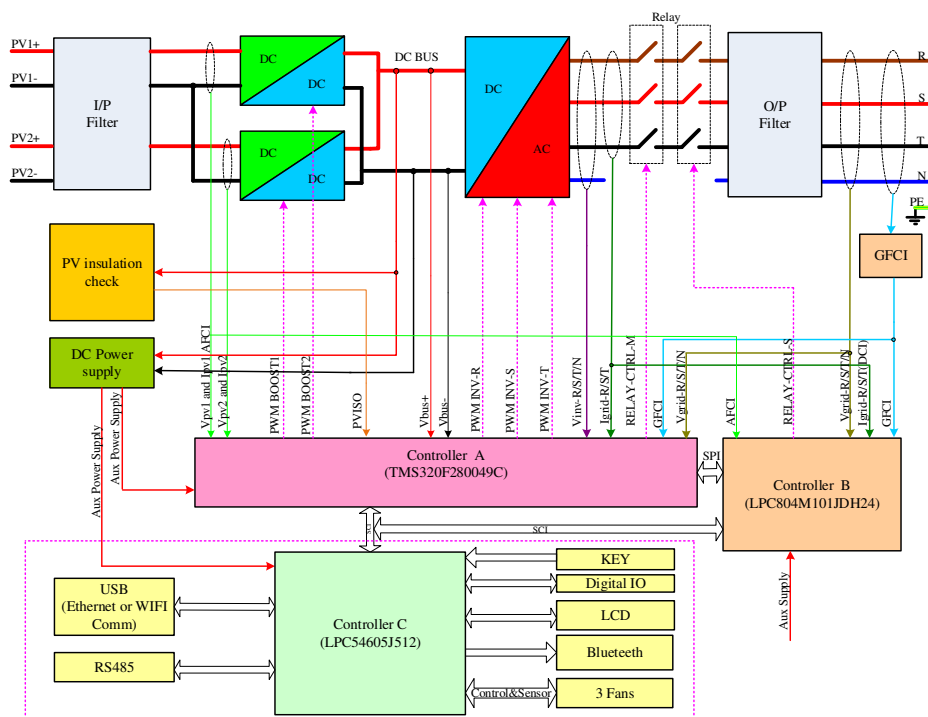 Relay
PV1+
PV1-
PV2+
PV2-
I/P
Filter
DC
DC
DC
DC
DC BUS
DC
AC
O/P
Filter
R
S
T
N
PE
GFCI
PV insulation
check
DC Power
supply
Aux Power Supply
Aux Power Supply
Vpv1 and Ipv1 AFCI
Vpv2 and Ipv2
PWM BOOST1
PWM BOOST2
PVISO
Vbus+
Vbus-
PWM INV-R
PWM INV-S
PWM INV-T
Vinv-R/S/T/N
Igrid-R/S/T
RELAY-CTRL-M
GFCI
Vgrid-R/S/T/N
AFCI
RELAY-CTRL-S
Vgrid-R/S/T/N
Igrid-R/S/T(DCI)
GFCI
Controller A
(TMS320F280049C)
SPI
Controller B
(LPC804M101JDH24)
SCI
SCI
Aux Supply
USB
(Ethernet or WIFI
Comm)
RS485
Controller C
(LPC54605J512)
KEY
Digital IO
LCD
Blueteeth
Control&Sensor
3 Fans